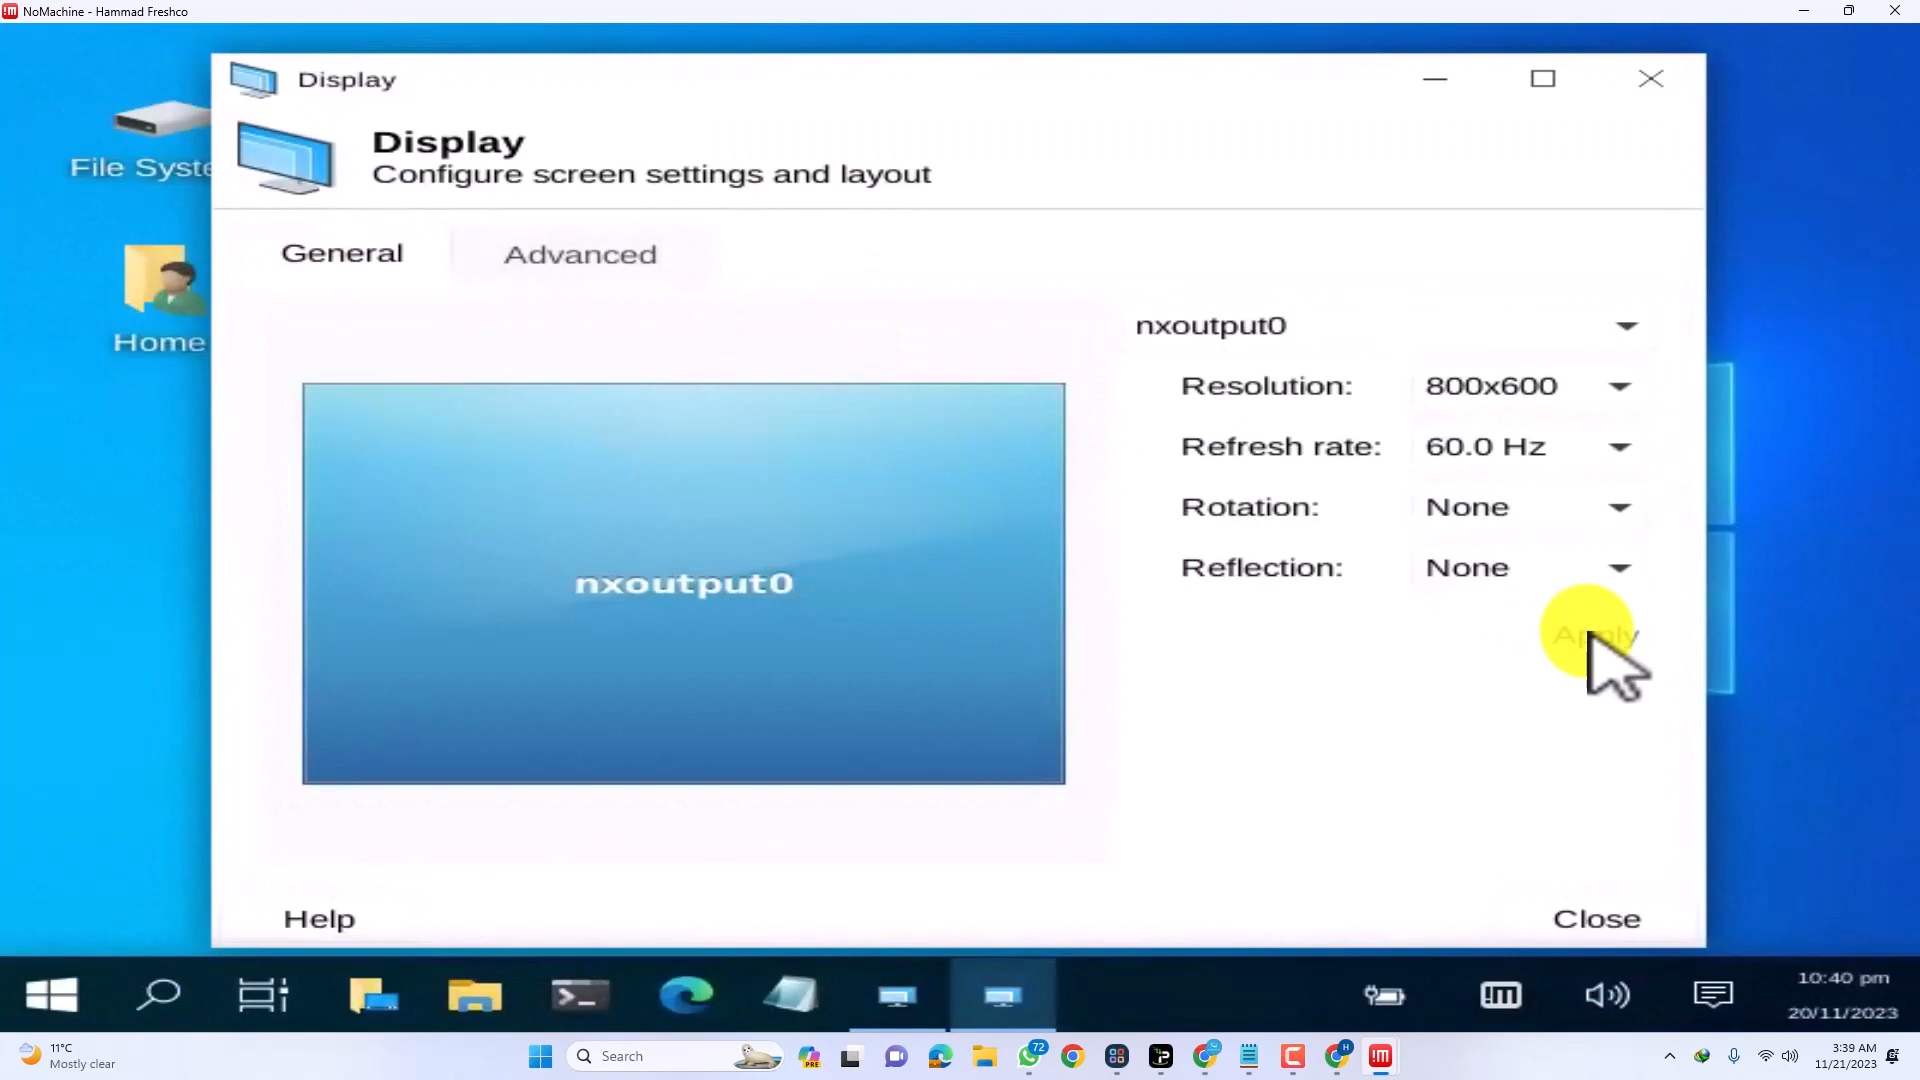 NoMachine - Hammad Freshco
Display
Display
Configure screen settings and layout
File Syste
Home
General
Advanced
nxoutput0
Resolution:
800x600
Refresh rate:
60.0 Hz
Rotation:
None
Reflection:
None
nxoutput0
Apply
Help
Close
10:40 pm
20/11/2023
11°C
Mostly clear
Search
PRE
72
H
3:39 AM
11/21/2023